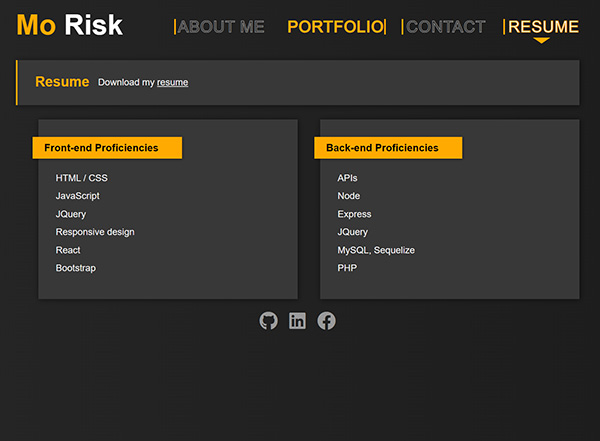 Mo Risk
ABOUT ME PORTFOLIO CONTACT RESUME
Resume Download my resume
Front-end Proficiencies
HTML / CSS
JavaScript
JQuery
Responsive design
React
Bootstrap
Back-end Proficiencies
APIs
Node
Express
JQuery
MySQL, Sequelize
PHP
in